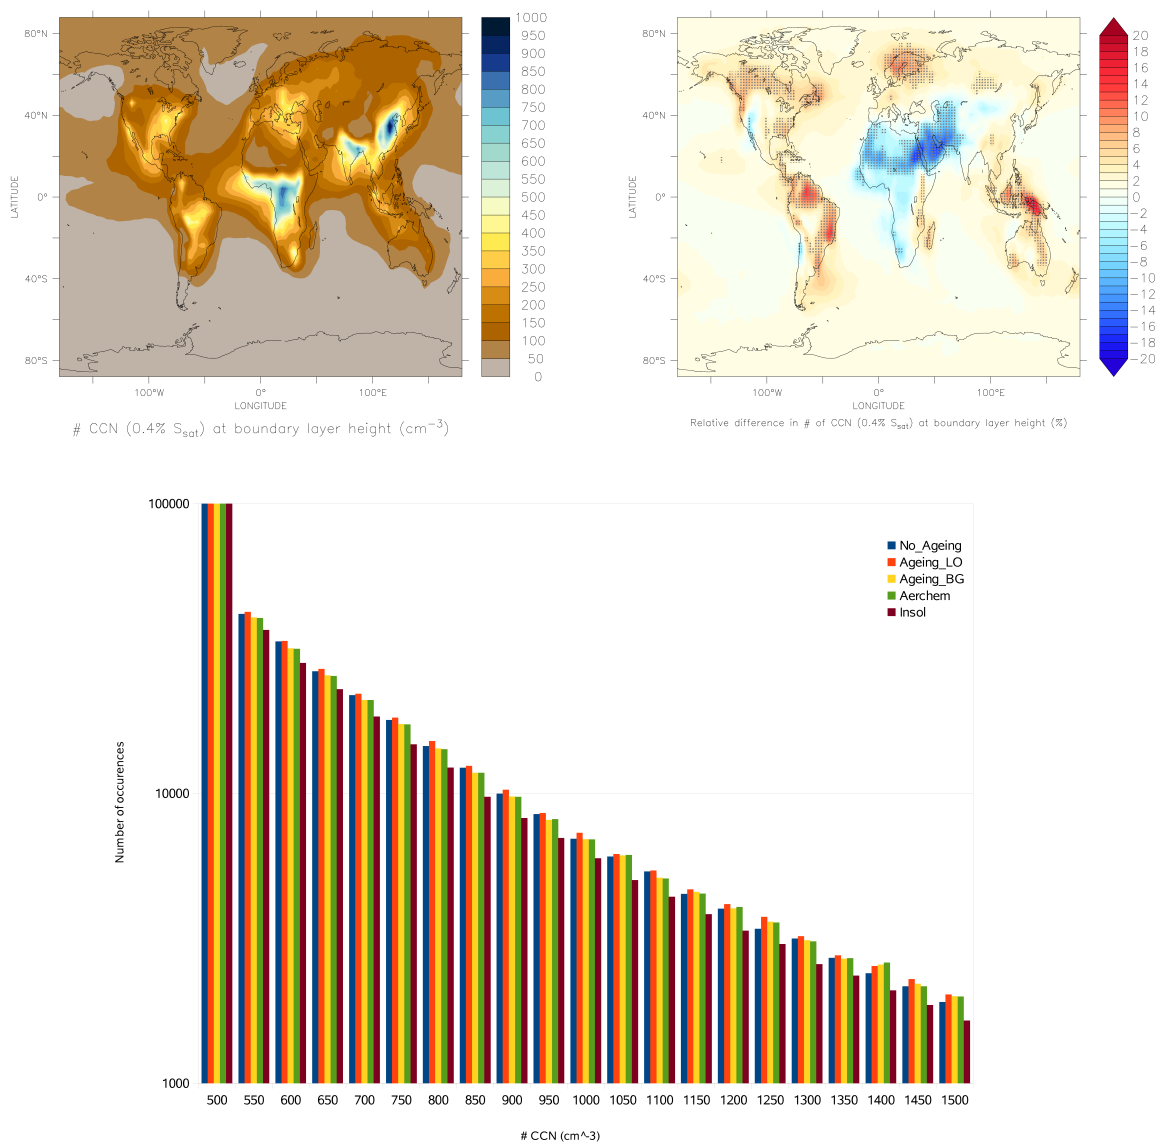 80°N
40°N
0°
40°S
80°S
LATITUDE
100°W
0°
100°E
LONGITUDE
1000
950
900
850
800
750
700
650
600
550
500
450
400
350
300
250
200
150
100
50
0
# CCN (0.4% Ssat) at boundary layer height (cm−3)
80°N
40°N
0°
40°S
80°S
LATITUDE
100°W
0°
100°E
LONGITUDE
20
18
16
14
12
10
8
6
4
2
0
−2
−4
−6
−8
−10
−12
−14
−16
−18
−20
Relative difference in # of CCN (0.4% Ssat) at boundary layer height (%)
100000
10000
1000
Number of occurences
No_Ageing
Ageing_LO
Ageing_BG
Aerchem
Insol
500 550 600 650 700 750 800 850 900 950 1000 1050 1100 1150 1200 1250 1300 1350 1400 1450 1500
# CCN (cm^-3)